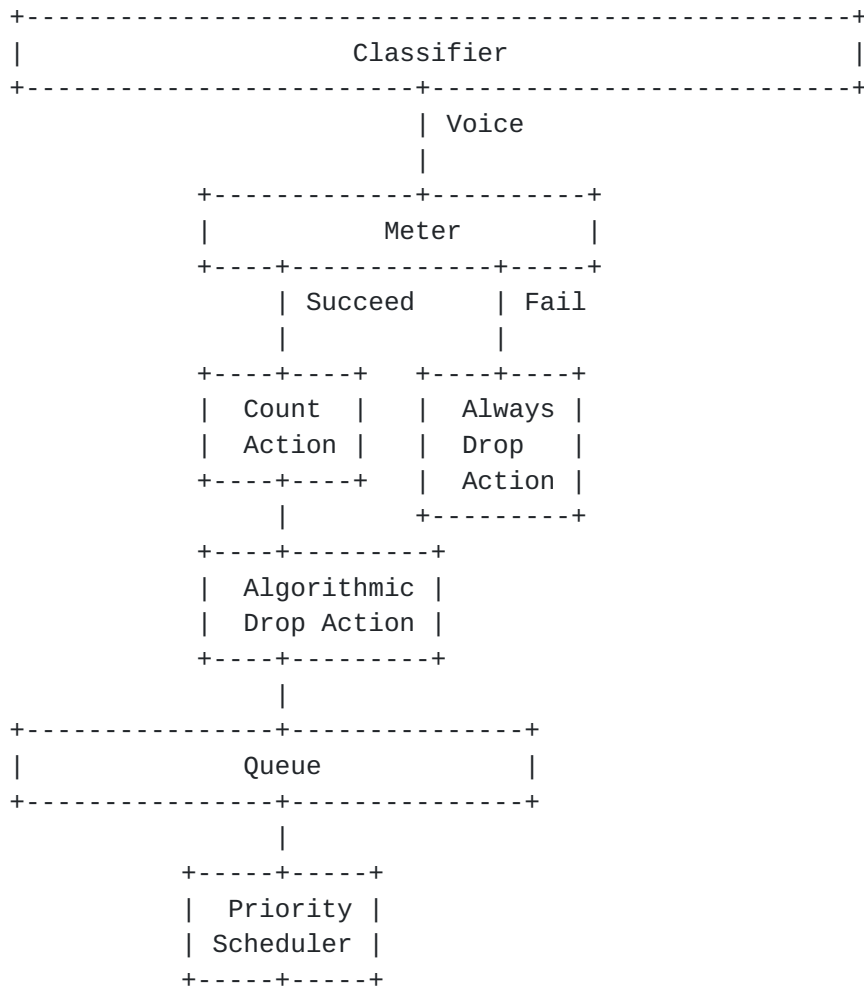 Classifier
Voice
Meter
Succeed Fail
Count Always
Action Drop
Action
Algorithmic
Drop Action
Queue
Priority
Scheduler